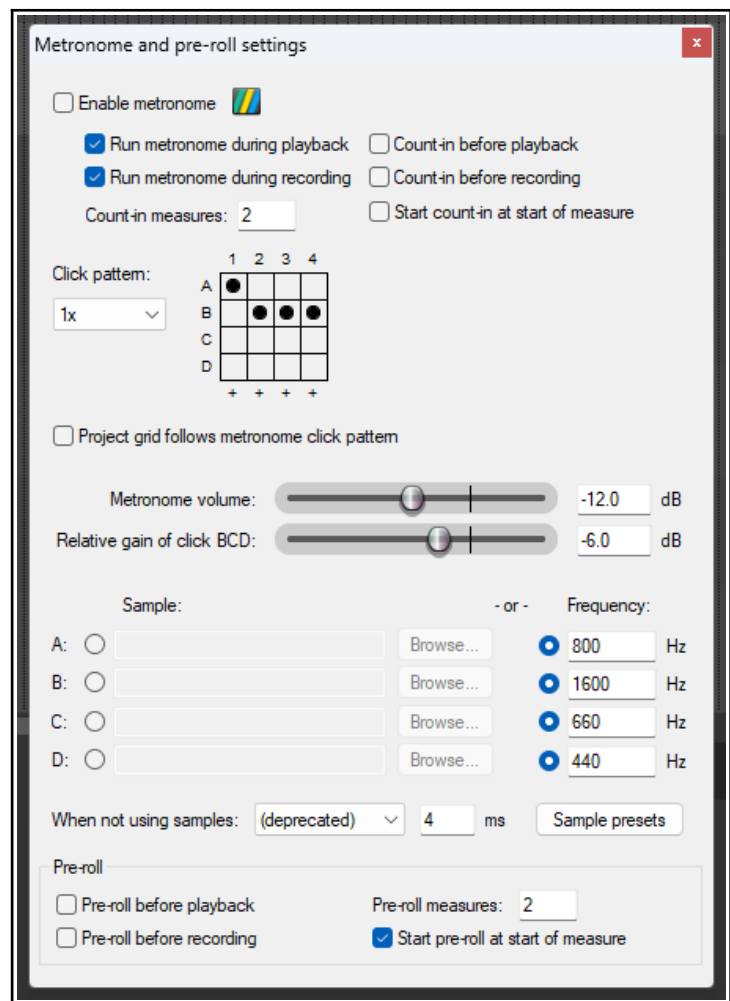 Metronome and pre-roll settings
x
Enable metronome
Run metronome during playback
Count-in before playback
Run metronome during recording
Count-in before recording
Count-in measures: 2
Start count-in at start of measure
Click pattern:
1 2 3 4
1x
A
B
C
D
+ + + +
Project grid follows metronome click pattern
Metronome volume: -12.0 dB
Relative gain of click BCD: -6.0 dB
Sample: - or - Frequency:
A: Browse... 800 Hz
B: Browse... 1600 Hz
C: Browse... 660 Hz
D: Browse... 440 Hz
When not using samples: (deprecated) 4 ms Sample presets
Pre-roll
Pre-roll before playback
Pre-roll measures: 2
Pre-roll before recording
Start pre-roll at start of measure